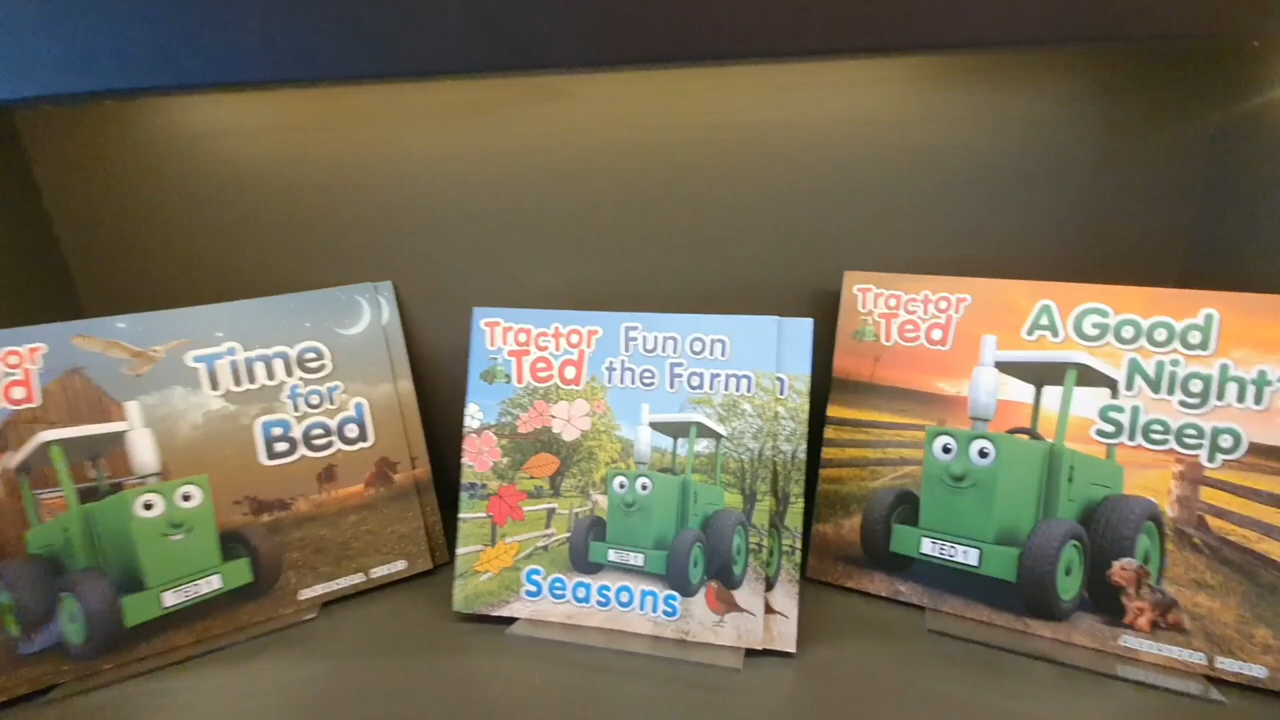 or
d
Time
for
Bed
TED 1
Tractor
Ted
Fun on
the Farm
TED 1
Seasons
Tractor
Ted
A Good
Night's
Sleep
TED 1